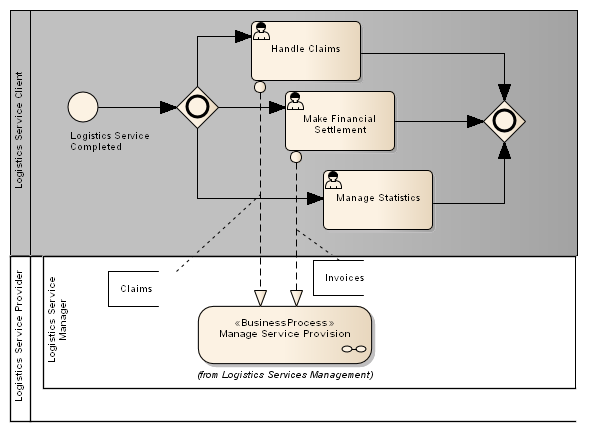 Logistics Service Client
Handle Claims
Make Financial
Settlement
Logistics Service
Completed
Manage Statistics
Logistics Service Provider
Logistics Service
Manager
Claims
Invoices
«BusinessProcess»
Manage Service Provision
(from Logistics Services Management)